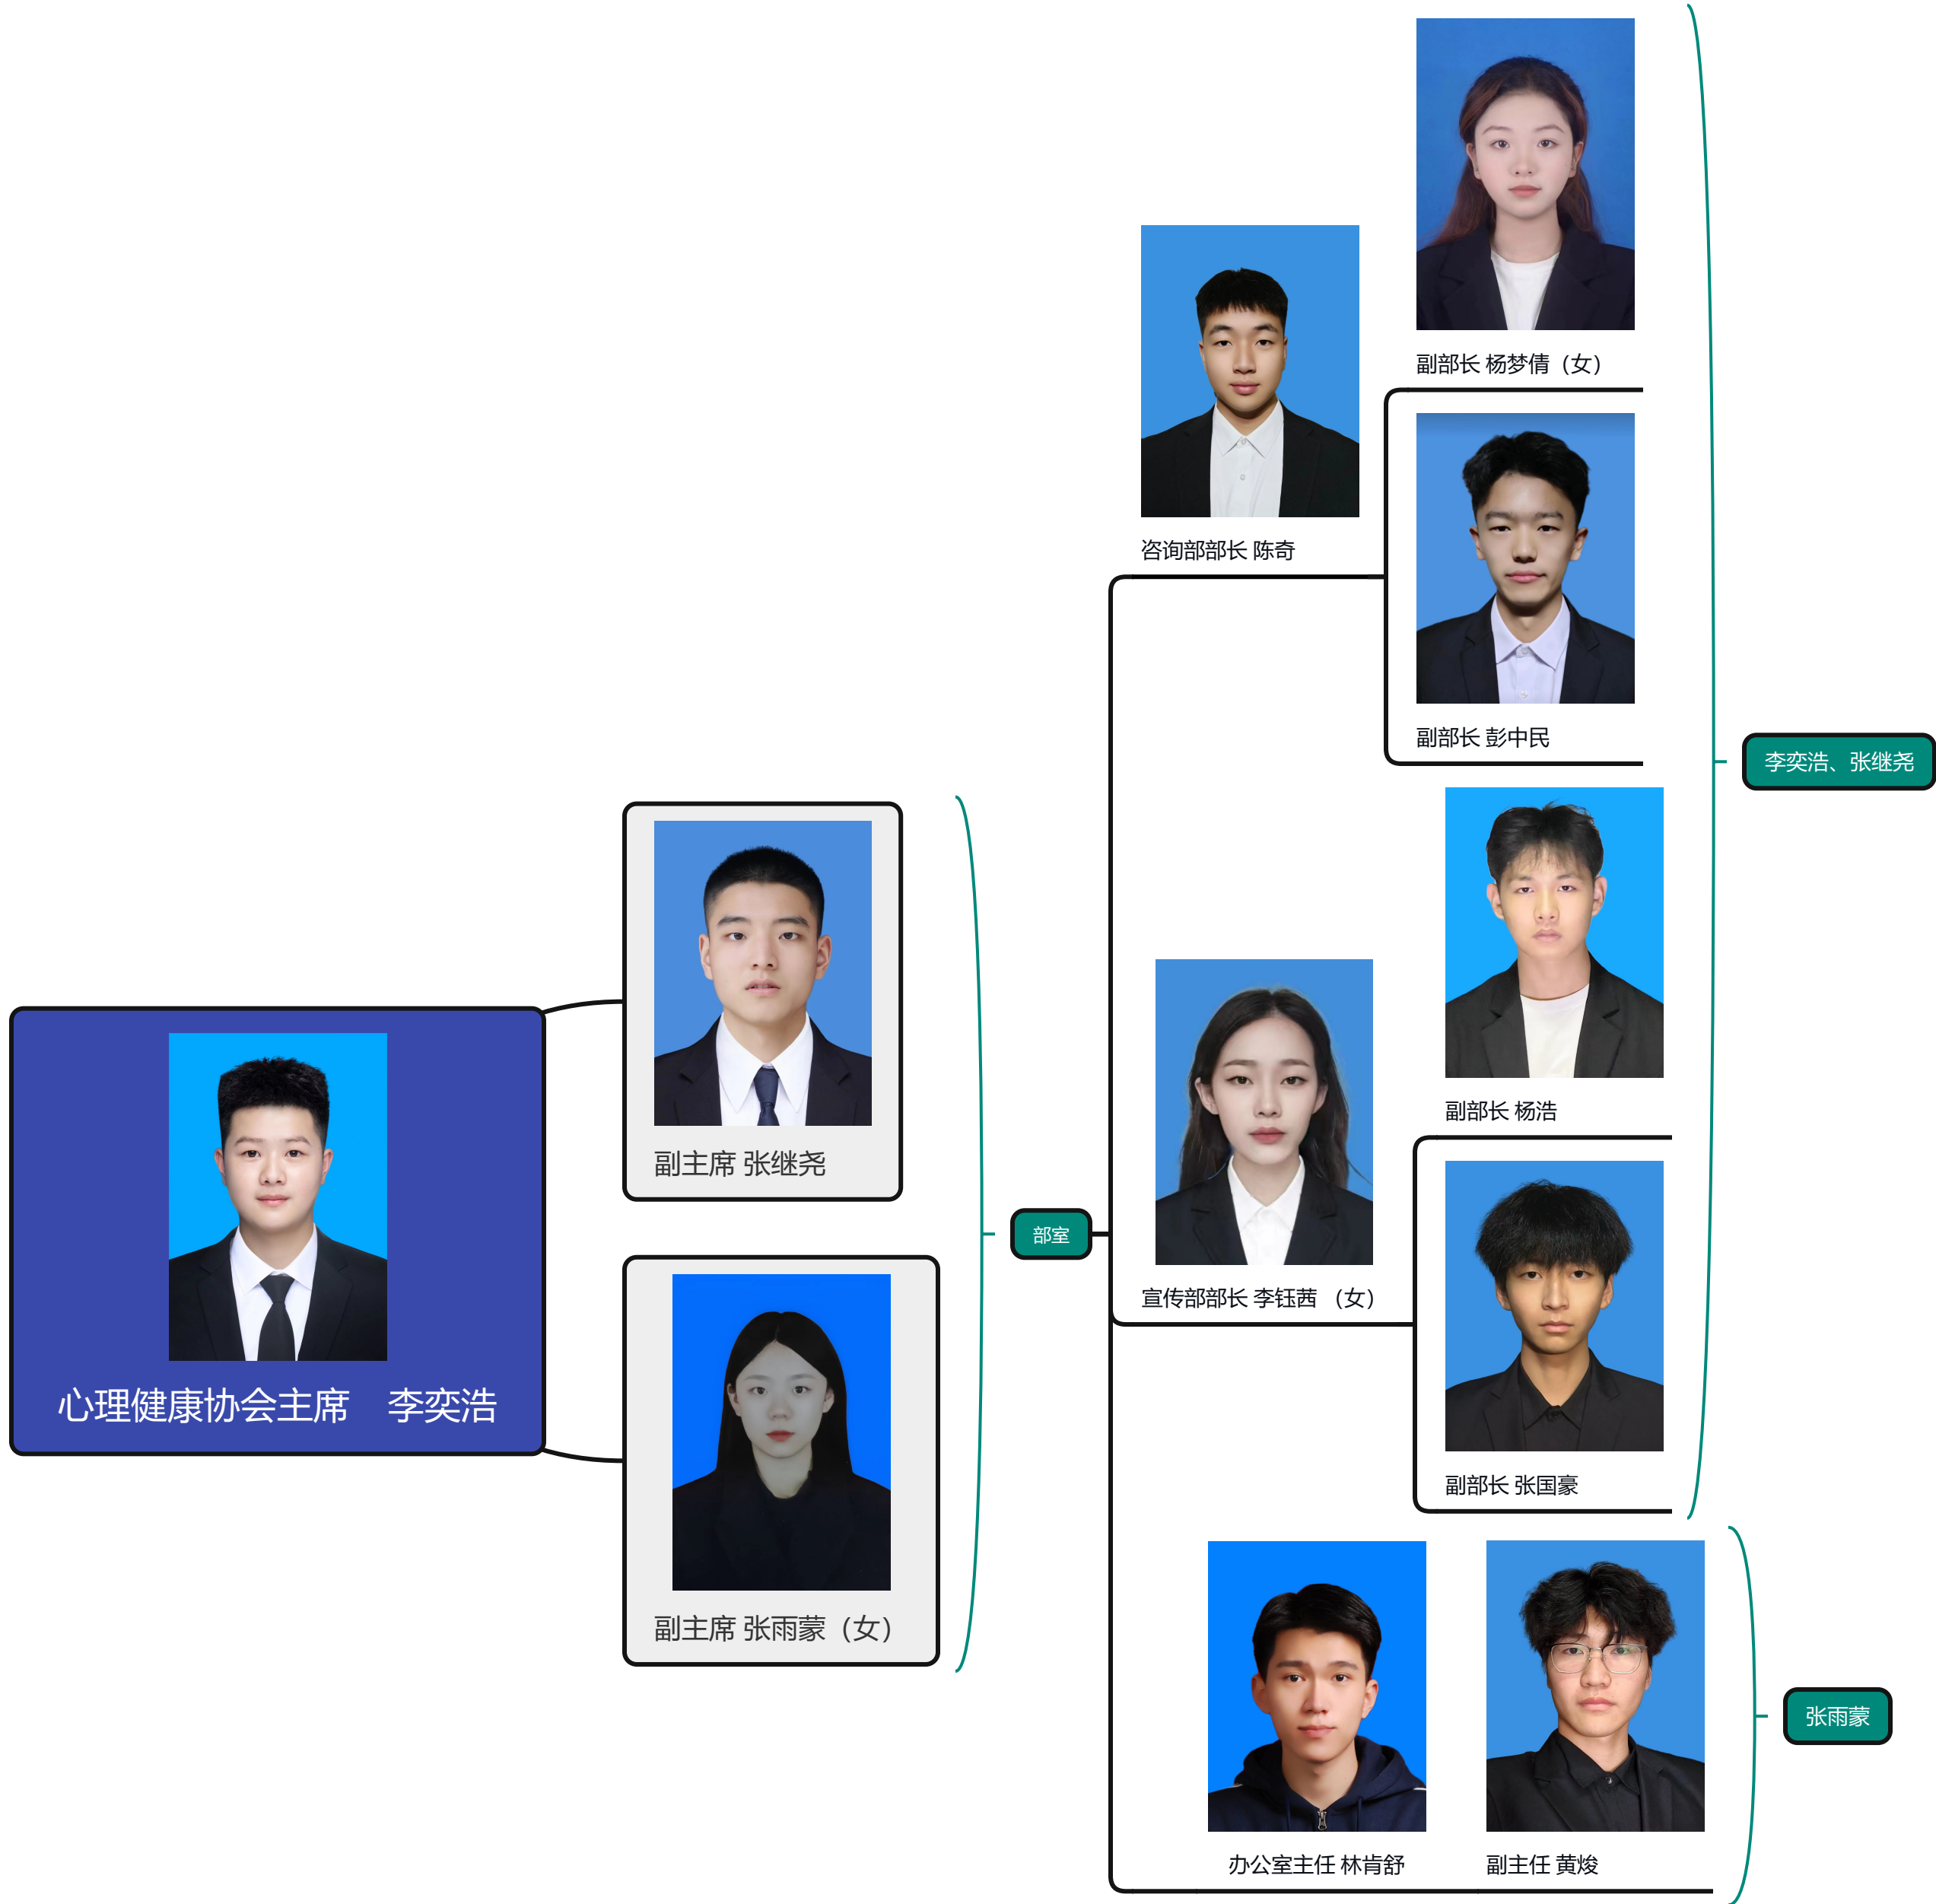 心理健康协会主席　李奕浩
副主席 张继尧
副主席 张雨蒙（女）
部室
咨询部部长 陈奇
副部长 杨梦倩（女）
副部长 彭中民
宣传部部长 李钰茜 （女）
副部长 杨浩
副部长 张国豪
办公室主任 林肯舒
副主任 黄焌
李奕浩、张继尧
张雨蒙